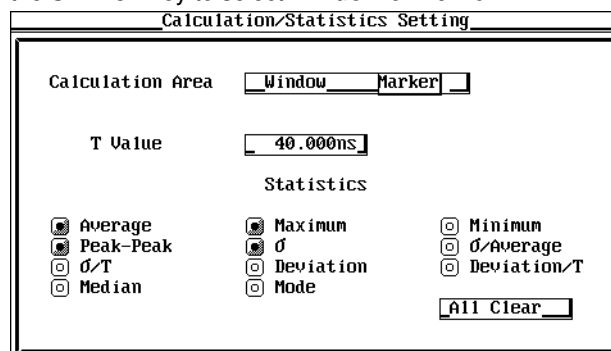 Calculation/Statistics Setting
Calculation Area Window Marker
T Value 40.000ns
Statistics
Average Maximum Minimum
Peak-Peak σ σ/Average
σ/T Deviation Deviation/T
Median Mode
All Clear